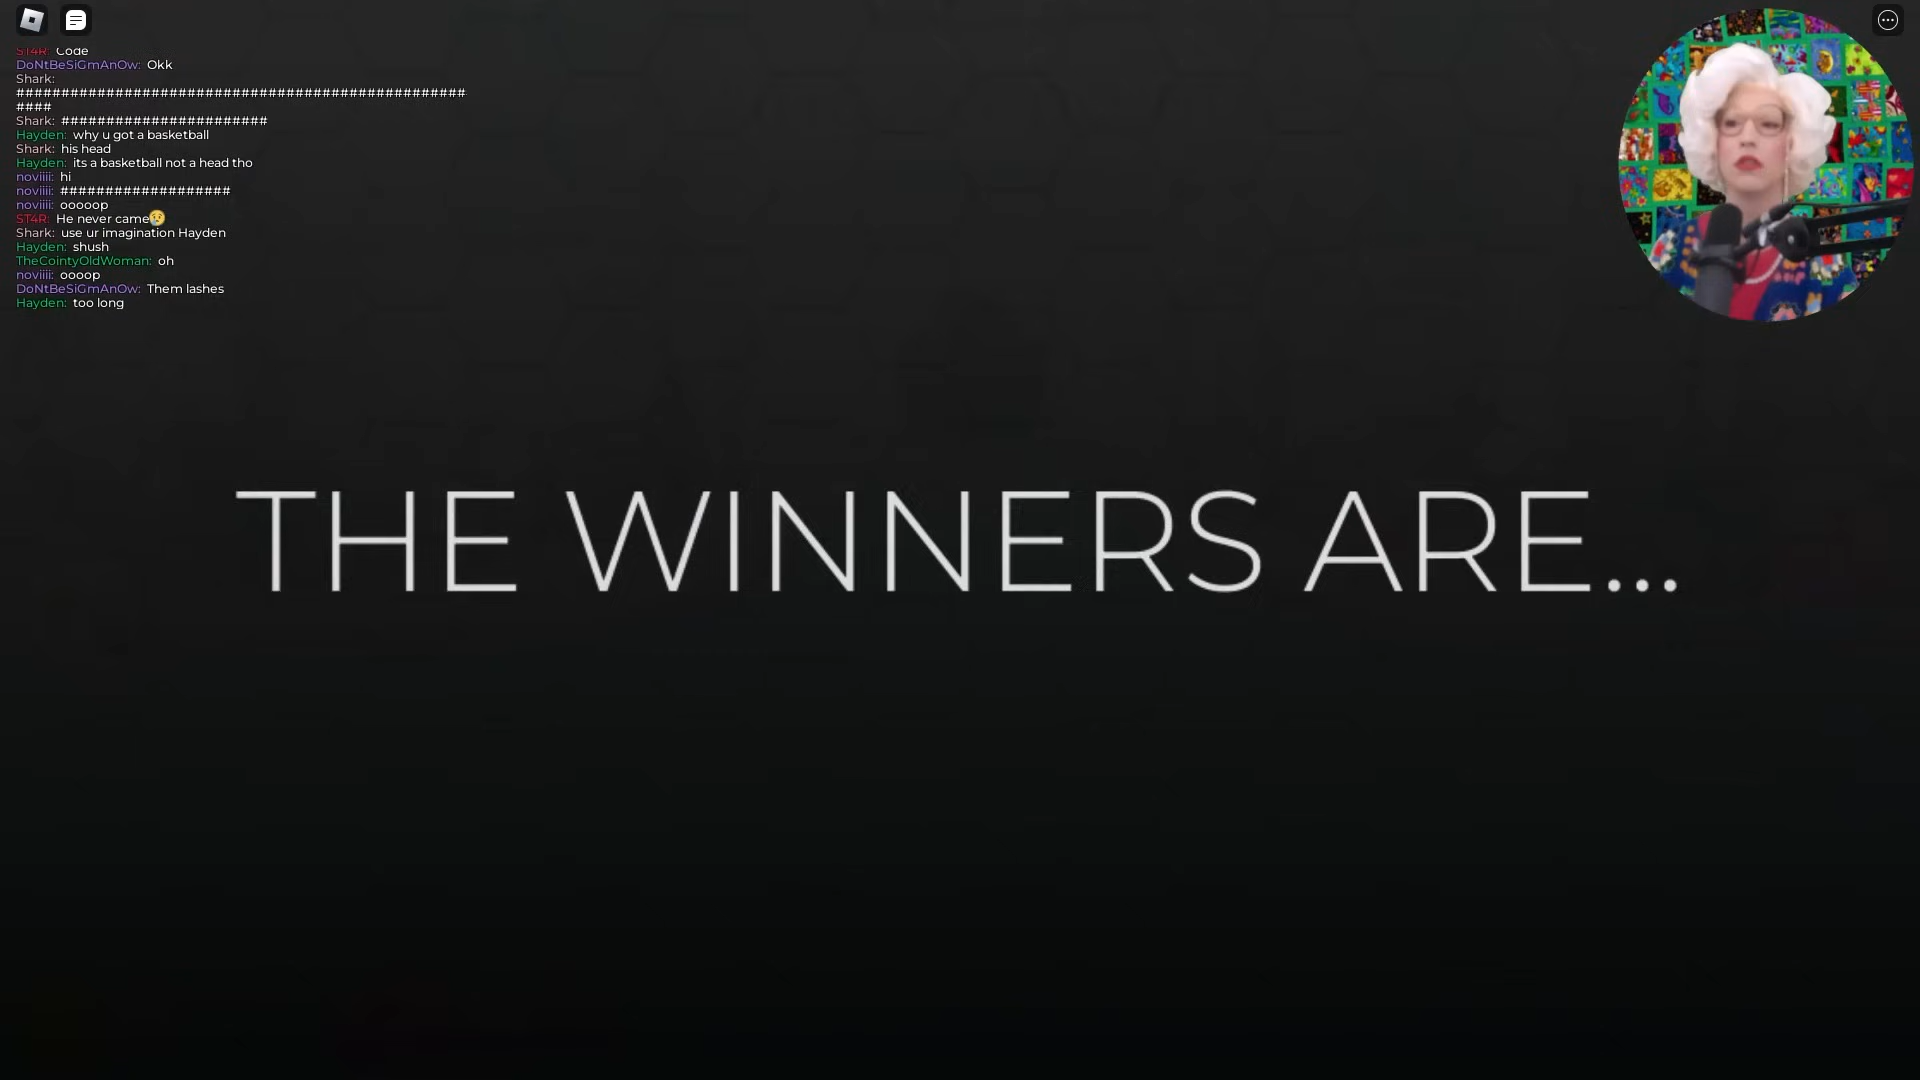 ST4R: Code
DoNtBeSiGmAnOw: Okk
Shark:
##################################################
####
Shark: #######################
Hayden: why u got a basketball
Shark: his head
Hayden: its a basketball not a head tho
noviiii: hi
noviiii: ###################
noviiii: ooooop
ST4R: He never came😢
Shark: use ur imagination Hayden
Hayden: shush
TheCointyOldWoman: oh
noviiii: oooop
DoNtBeSiGmAnOw: Them lashes
Hayden: too long
THE WINNERS ARE...